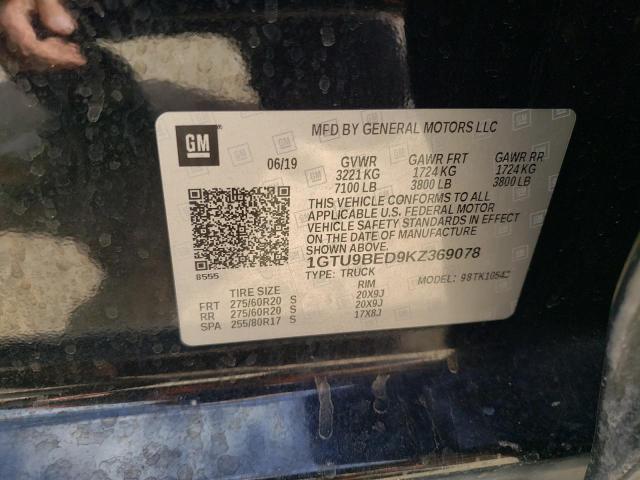 GM
MFD BY GENERAL MOTORS LLC
06/19 GVWR GAWR FRT GAWR RR
3221 KG 1724 KG 1724 KG
7100 LB 3800 LB 3800 LB
THIS VEHICLE CONFORMS TO ALL
APPLICABLE U.S. FEDERAL MOTOR
VEHICLE SAFETY STANDARDS IN EFFECT
ON THE DATE OF MANUFACTURE
SHOWN ABOVE.
1GTU9BED9KZ369078
8555
TYPE: TRUCK MODEL:
TIRE SIZE RIM
FRT 275/60R20 S 20X9J
RR 275/60R20 S 20X9J
SPA 255/80R17 S 17X8J